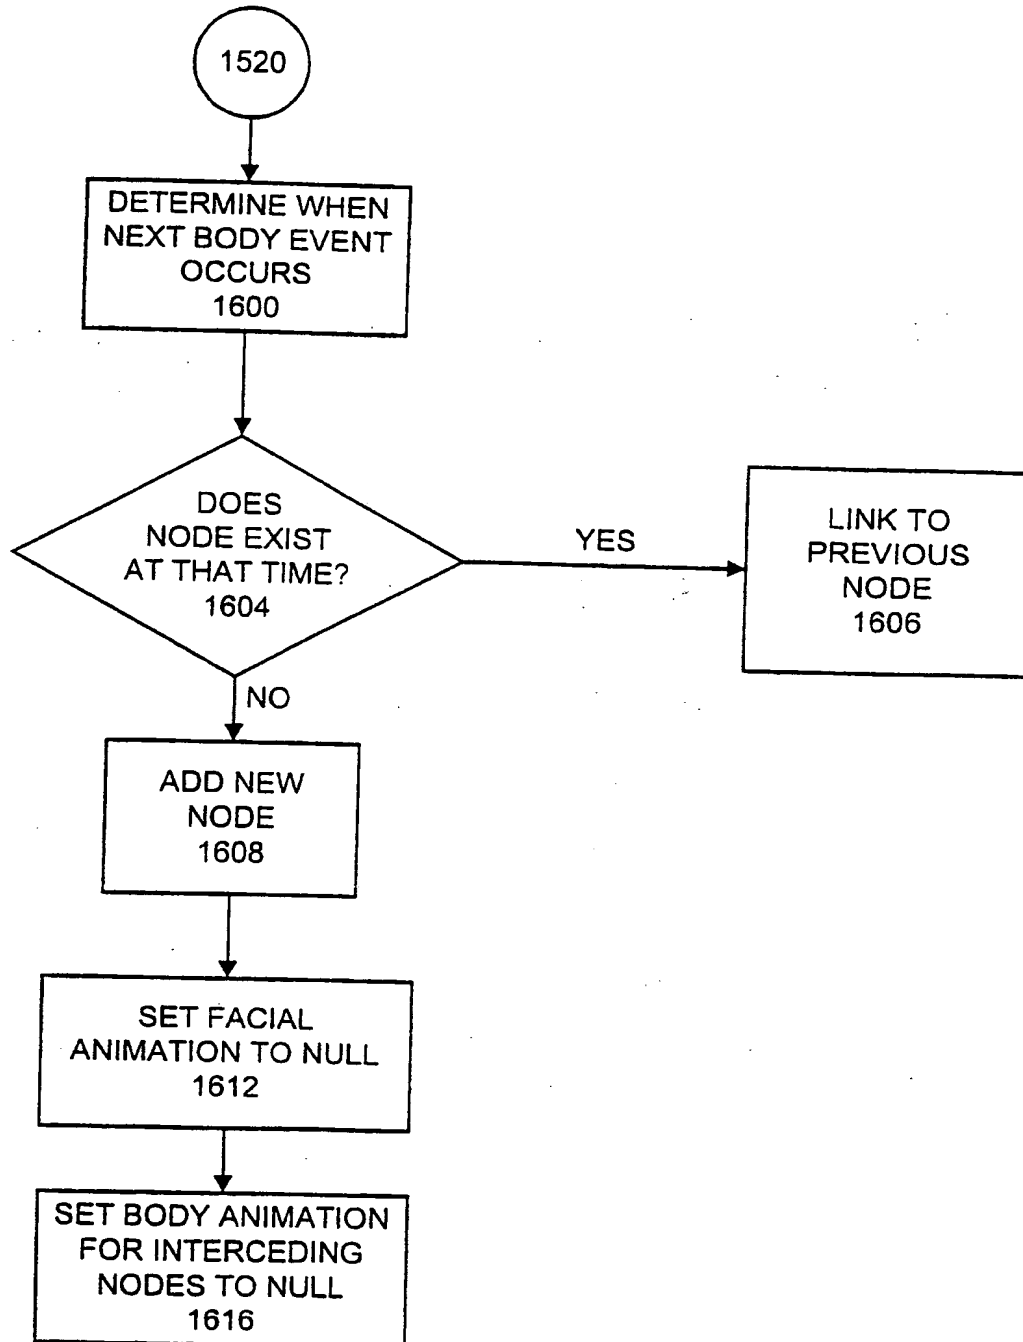 1520
DETERMINE WHEN
NEXT BODY EVENT
OCCURS
1600
DOES
NODE EXIST
AT THAT TIME?
1604
YES
LINK TO
PREVIOUS
NODE
1606
NO
ADD NEW
NODE
1608
SET FACIAL
ANIMATION TO NULL
1612
SET BODY ANIMATION
FOR INTERCEDING
NODES TO NULL
1616